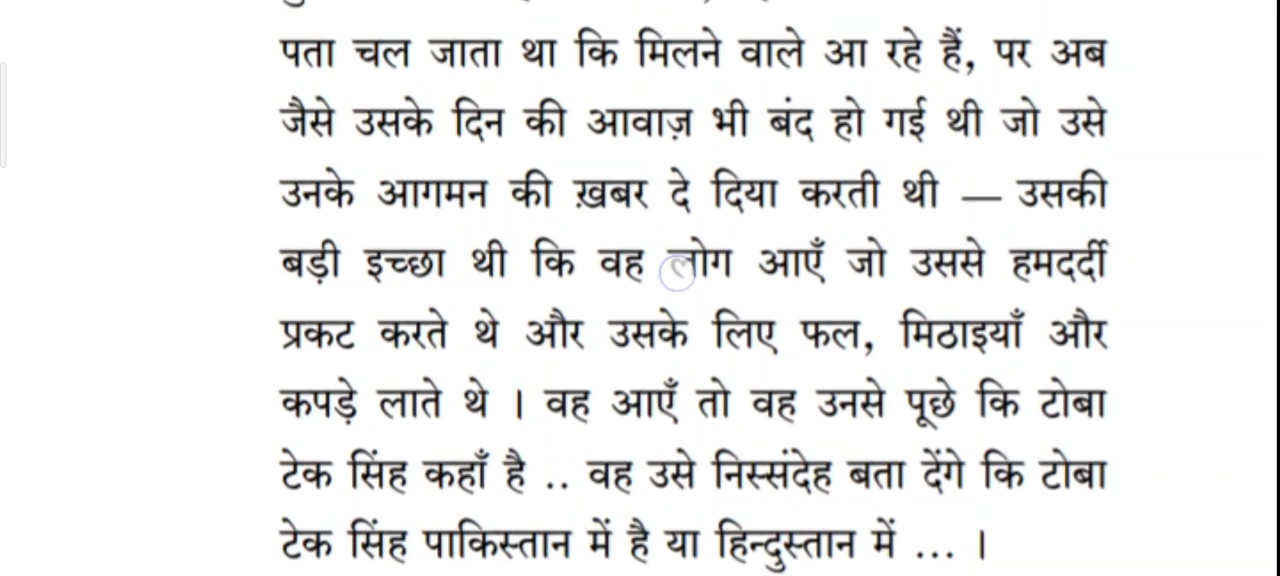 पता चल जाता था कि मिलने वाले आ रहे हैं, पर अब
जैसे उसके दिन की आवाज़ भी बंद हो गई थी जो उसे
उनके आगमन की ख़बर दे दिया करती थी — उसकी
बड़ी इच्छा थी कि वह लोग आएँ जो उससे हमदर्दी
प्रकट करते थे और उसके लिए फल, मिठाइयाँ और
कपड़े लाते थे । वह आएँ तो वह उनसे पूछे कि टोबा
टेक सिंह कहाँ है .. वह उसे निस्संदेह बता देंगे कि टोबा
टेक सिंह पाकिस्तान में है या हिन्दुस्तान में ... ।